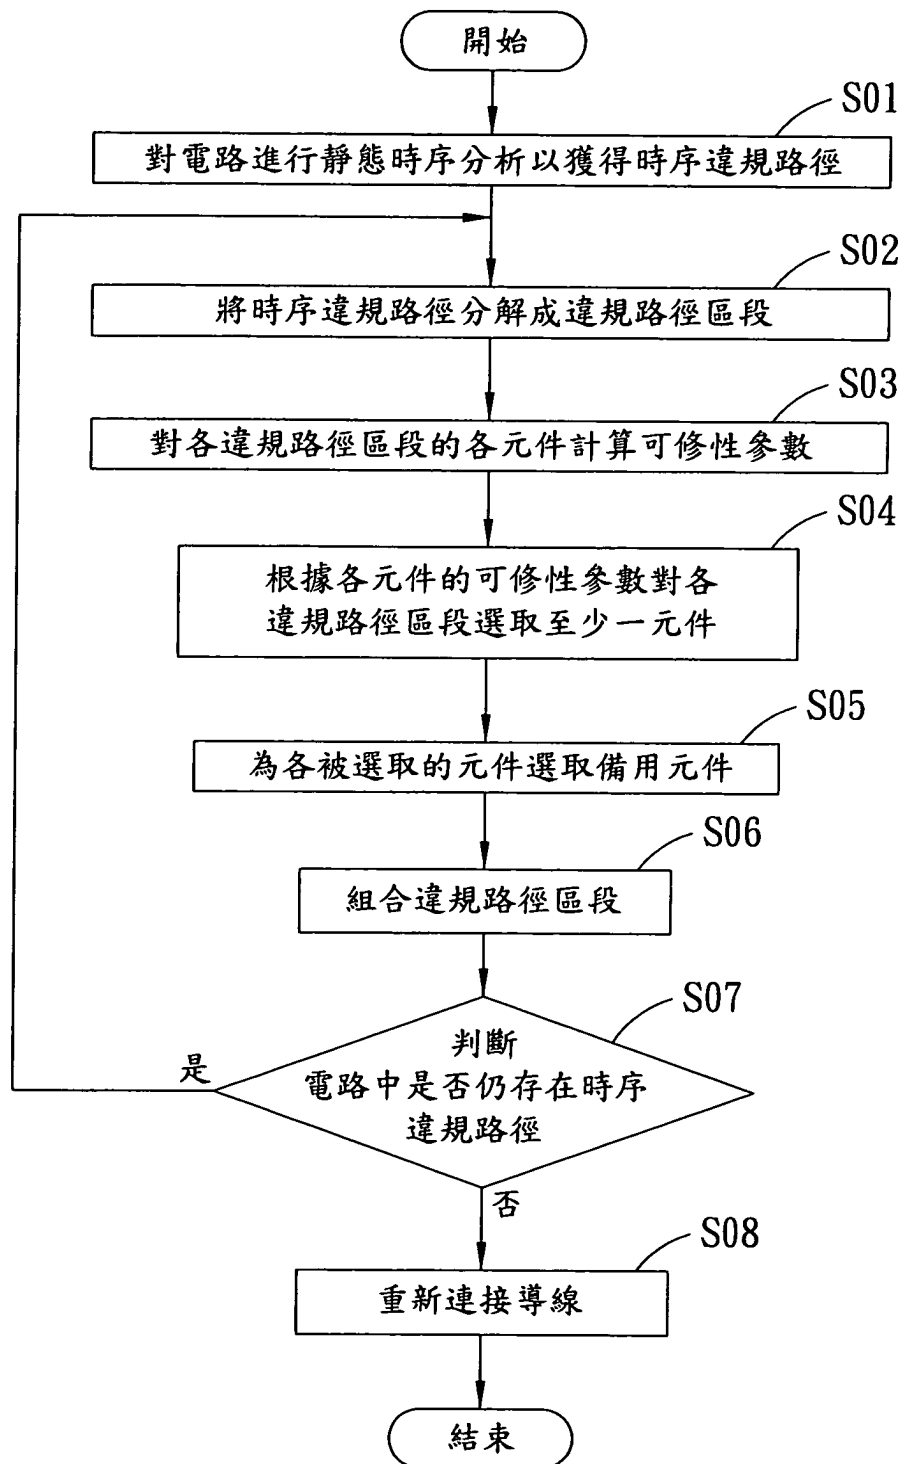 開始
S01
對電路進行靜態時序分析以獲得時序違規路徑
S02
將時序違規路徑分解成違規路徑區段
S03
對各違規路徑區段的各元件計算可修性參數
S04
根據各元件的可修性參數對各
違規路徑區段選取至少一元件
S05
為各被選取的元件選取備用元件
S06
組合違規路徑區段
S07
判斷
電路中是否仍存在時序
違規路徑
是
否
S08
重新連接導線
結束